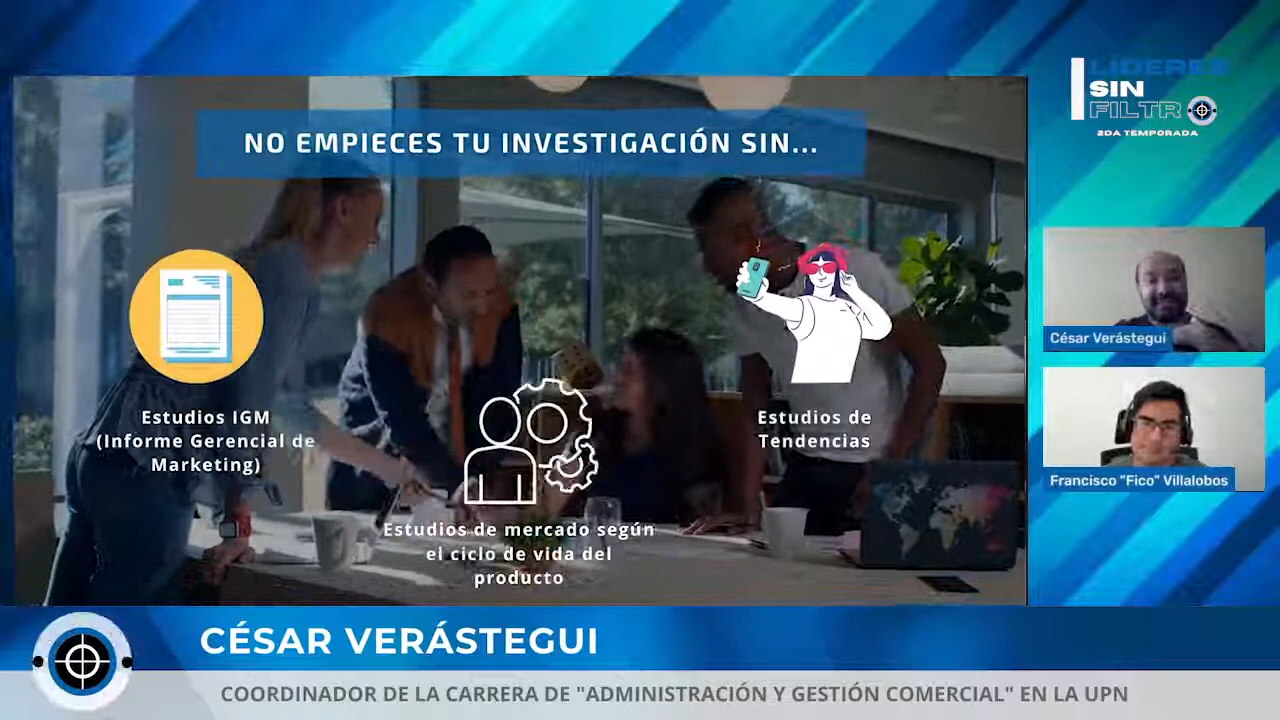 LÍDERES
SIN
FILTRO
2DA TEMPORADA
NO EMPIECES TU INVESTIGACIÓN SIN...
Estudios IGM
(Informe Gerencial de
Marketing)
Estudios de mercado según
el ciclo de vida del
producto
Estudios de
Tendencias
César Verástegui
Francisco "Fico" Villalobos
CÉSAR VERÁSTEGUI
COORDINADOR DE LA CARRERA DE "ADMINISTRACIÓN Y GESTIÓN COMERCIAL" EN LA UPN